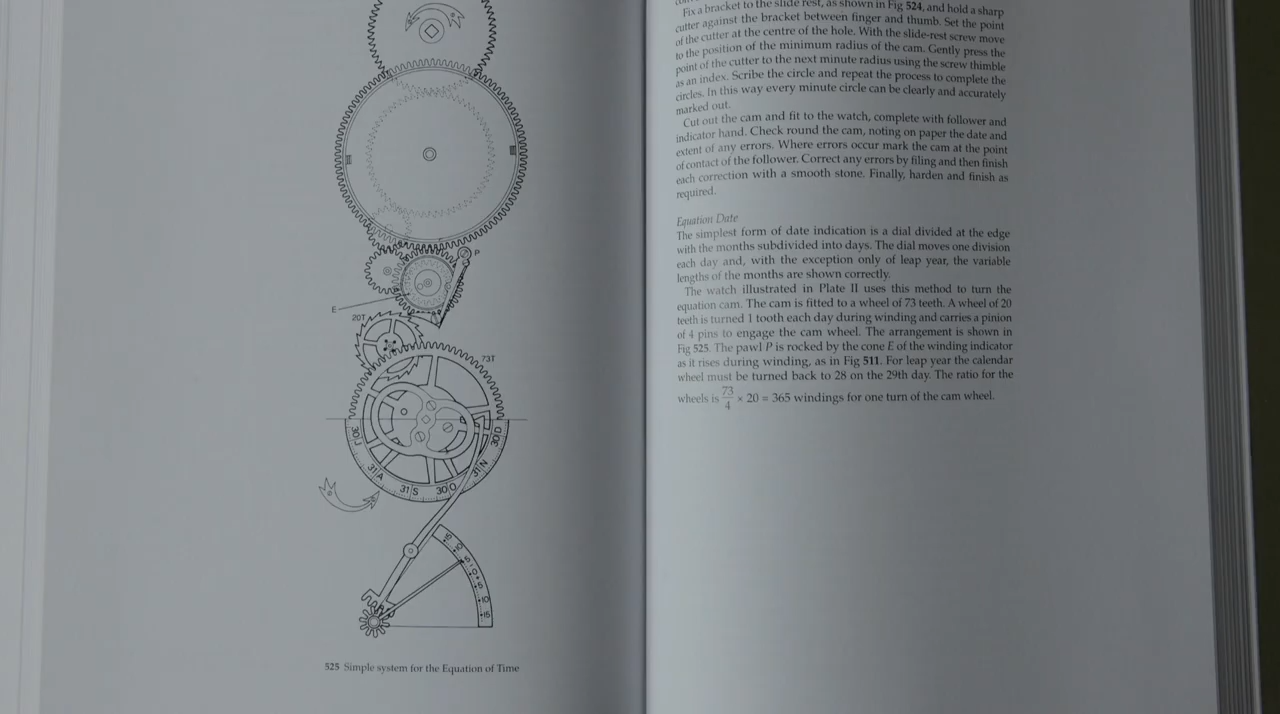 P
E
20T
73T
30 J
31 A
31 S
30 O
31 N
30 D
15
10
5
0
+5
+10
+15
525 Simple system for the Equation of Time
Fix a bracket to the slide rest, as shown in Fig 524, and hold a sharp
cutter against the bracket between finger and thumb. Set the point
of the cutter at the centre of the hole. With the slide-rest screw move
to the position of the minimum radius of the cam. Gently press the
point of the cutter to the next minute radius using the screw thimble
as an index. Scribe the circle and repeat the process to complete the
circles. In this way every minute circle can be clearly and accurately
marked out.
Cut out the cam and fit to the watch, complete with follower and
indicator hand. Check round the cam, noting on paper the date and
extent of any errors. Where errors occur mark the cam at the point
of contact of the follower. Correct any errors by filing and then finish
each correction with a smooth stone. Finally, harden and finish as
required.
Equation Date
The simplest form of date indication is a dial divided at the edge
with the months subdivided into days. The dial moves one division
each day and, with the exception only of leap year, the variable
lengths of the months are shown correctly.
The watch illustrated in Plate II uses this method to turn the
equation cam. The cam is fitted to a wheel of 73 teeth. A wheel of 20
teeth is turned 1 tooth each day during winding and carries a pinion
of 4 pins to engage the cam wheel. The arrangement is shown in
Fig 525. The pawl P is rocked by the cone E of the winding indicator
as it rises during winding, as in Fig 511. For leap year the calendar
wheel must be turned back to 28 on the 29th day. The ratio for the
wheels is 73/4 × 20 = 365 windings for one turn of the cam wheel.